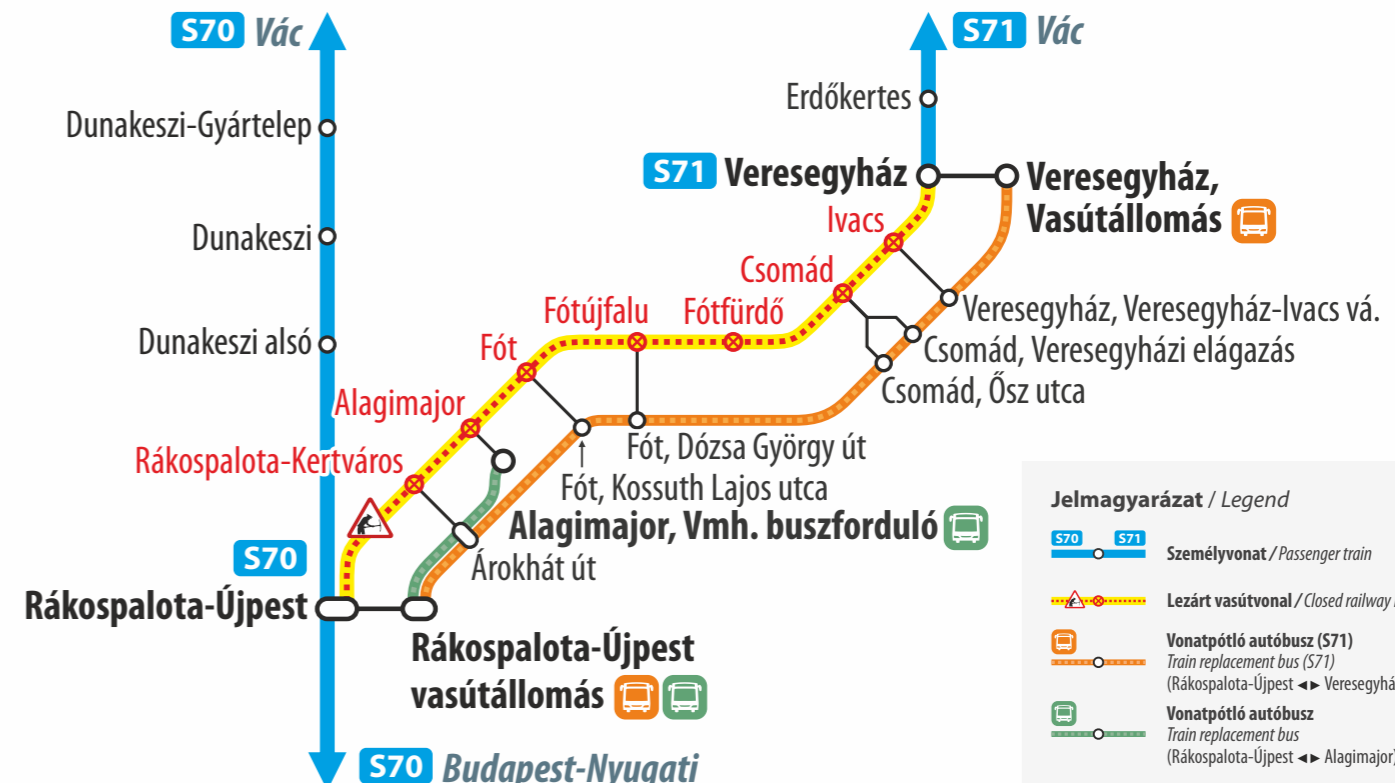 S70 Vác
S71 Vác
Erdőkertes
Dunakeszi-Gyártelep
S71 Veresegyház
Veresegyház,
Vasútállomás
Ivacs
Dunakeszi
Csomád
Fótújfalu
Fótfürdő
Veresegyház, Veresegyház-Ivacs vá.
Dunakeszi alsó
Fót
Csomád, Veresegyházi elágazás
Csomád, Ősz utca
Alagimajor
Fót, Dózsa György út
Rákospalota-Kertváros
Fót, Kossuth Lajos utca
Alagimajor, Vmh. buszforduló
Árokhát út
S70
Rákospalota-Újpest
Rákospalota-Újpest
vasútállomás
S70 Budapest-Nyugati
Jelmagyarázat / Legend
S70 S71
Személyvonat / Passenger train
Lezárt vasútvonal / Closed railway
Vonatpótló autóbusz (S71)
Train replacement bus (S71)
(Rákospalota-Újpest ◄► Veresegyhá
Vonatpótló autóbusz
Train replacement bus
(Rákospalota-Újpest ◄► Alagimajor)